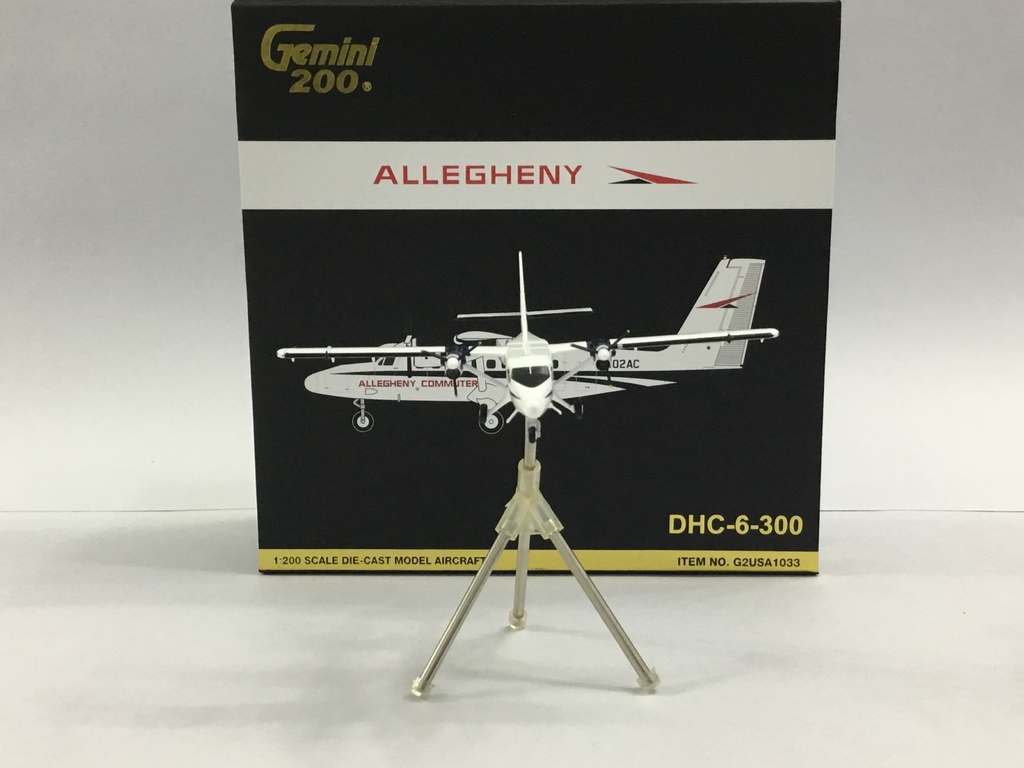 Gemini
200®
ALLEGHENY
ALLEGHENY COMMUTER
02AC
DHC-6-300
1:200 SCALE DIE-CAST MODEL AIRCRAFT
ITEM NO. G2USA1033